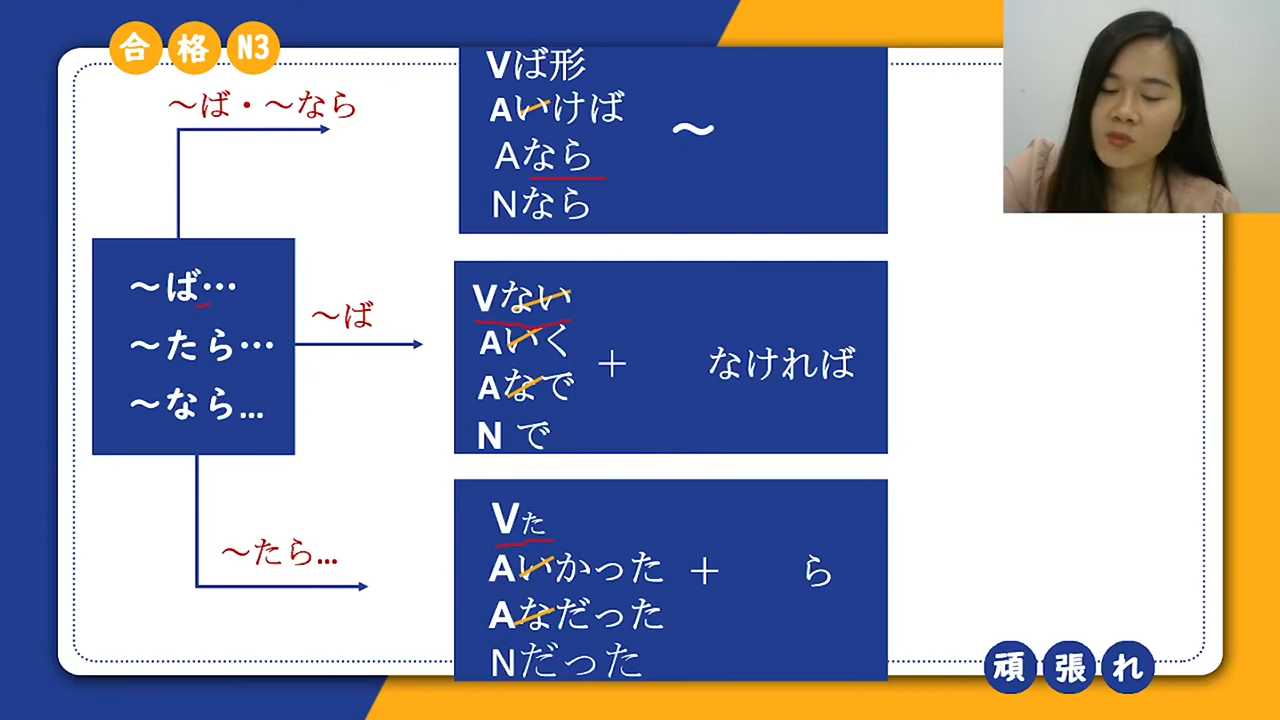 合格N3
~ば・~なら
Vば形
Aいけば
Aなら
Nなら
~
~ば…
~たら…
~なら...
~ば
Vない
Aいく
Aなで
N で
+ なければ
~たら...
Vた
Aいかった
Aなだった
Nだった
+ ら
頑張れ